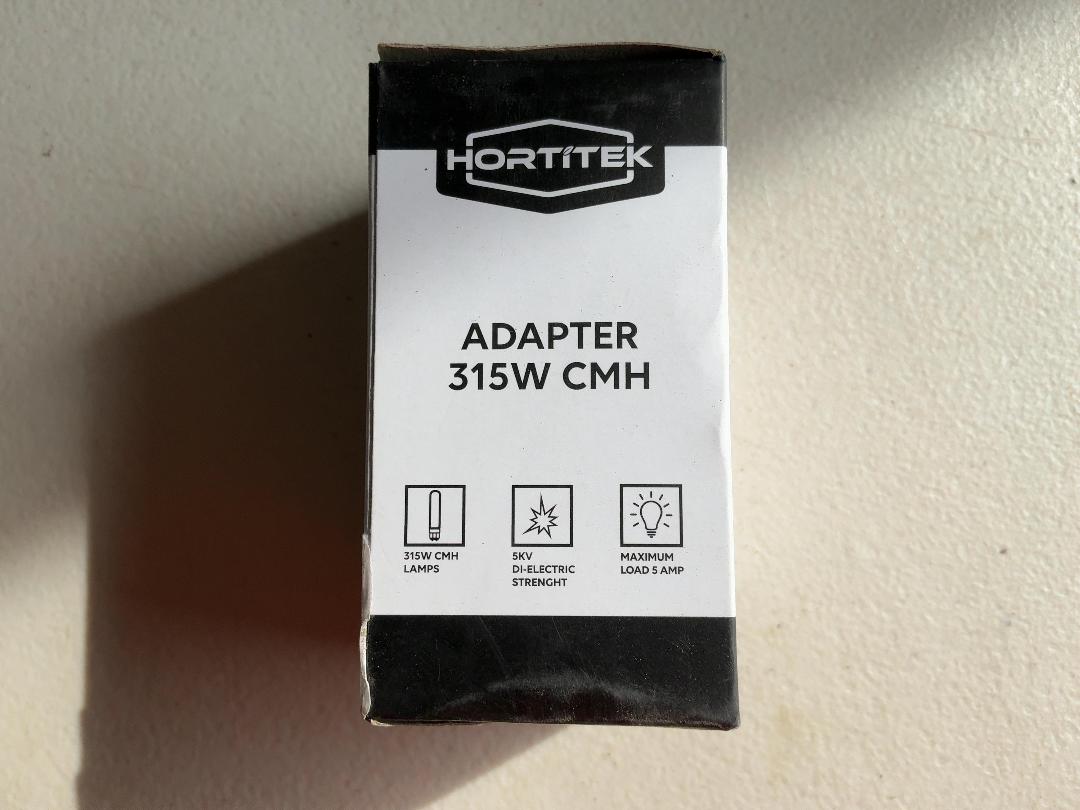 HORTITEK
ADAPTER
315W CMH
315W CMH
LAMPS
5KV
DI-ELECTRIC
STRENGHT
MAXIMUM
LOAD 5 AMP